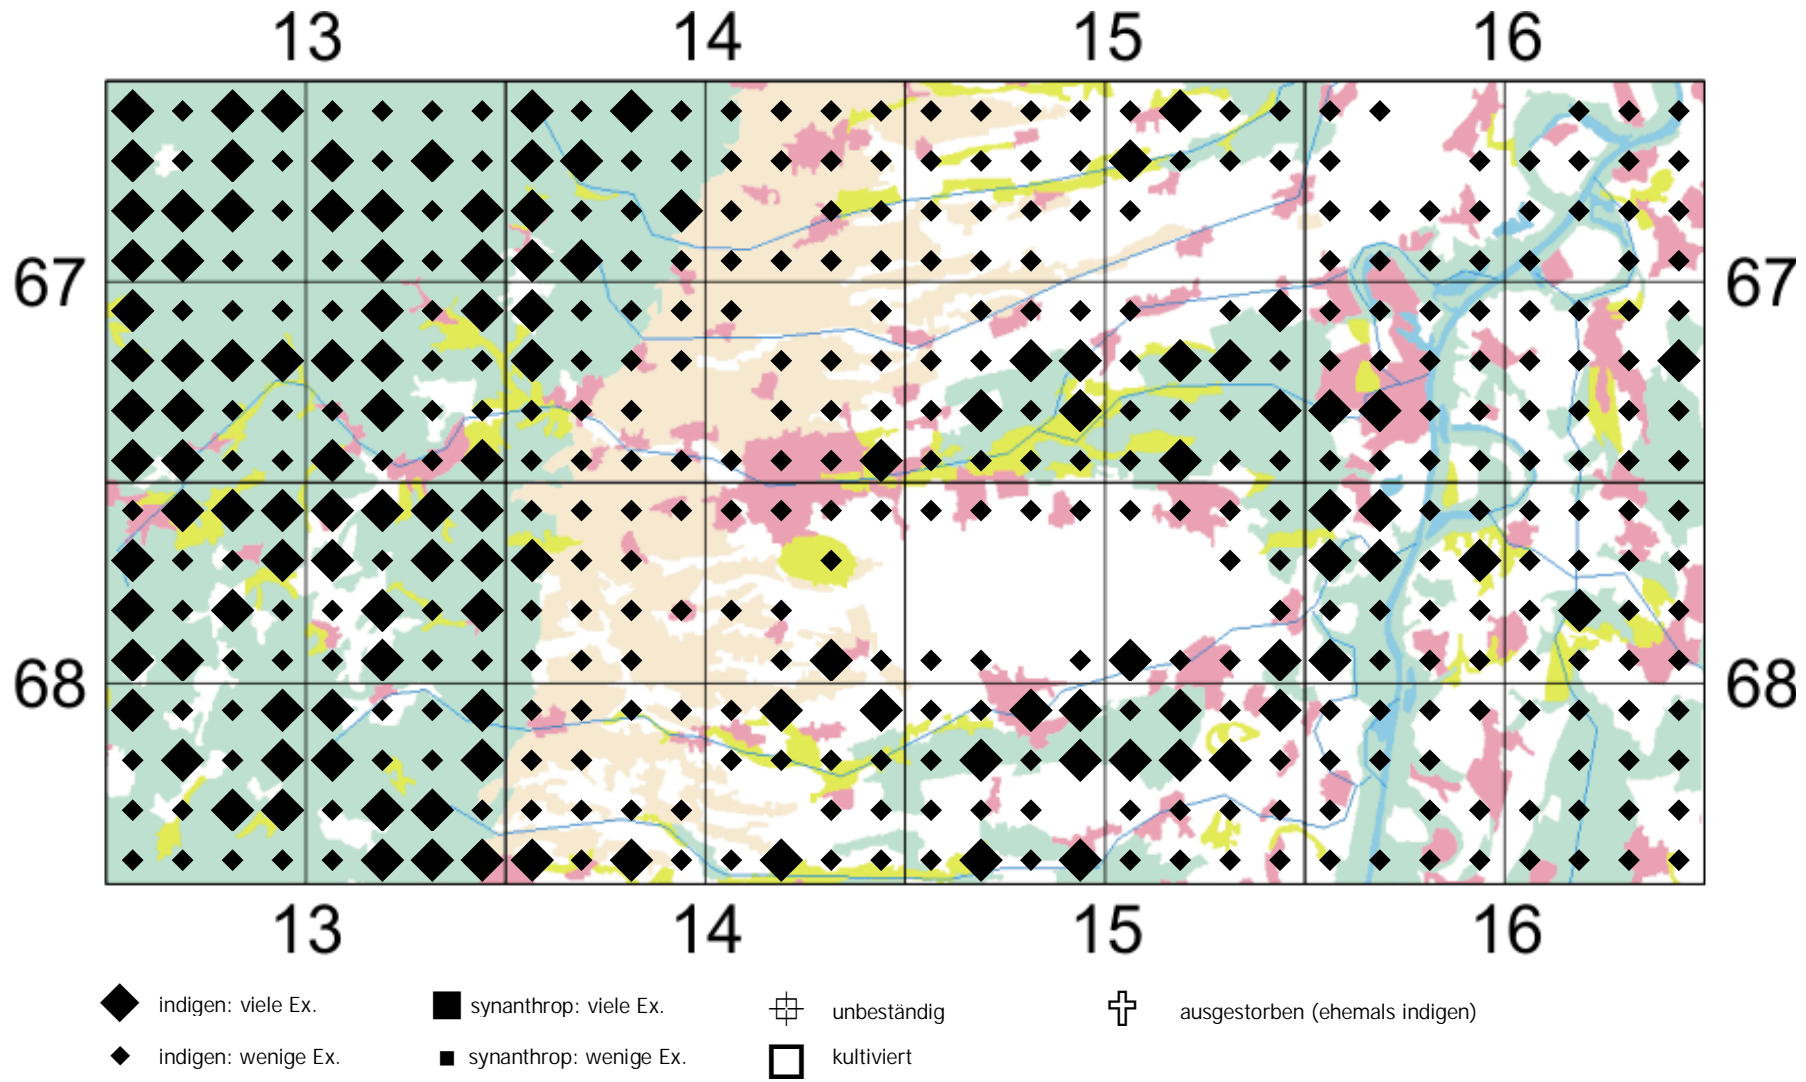 13 14 15 16
67 67
68 68
13 14 15 16
indigen: viele Ex. synanthrop: viele Ex. unbeständig ausgestorben (ehemals indigen)
indigen: wenige Ex. synanthrop: wenige Ex. kultiviert